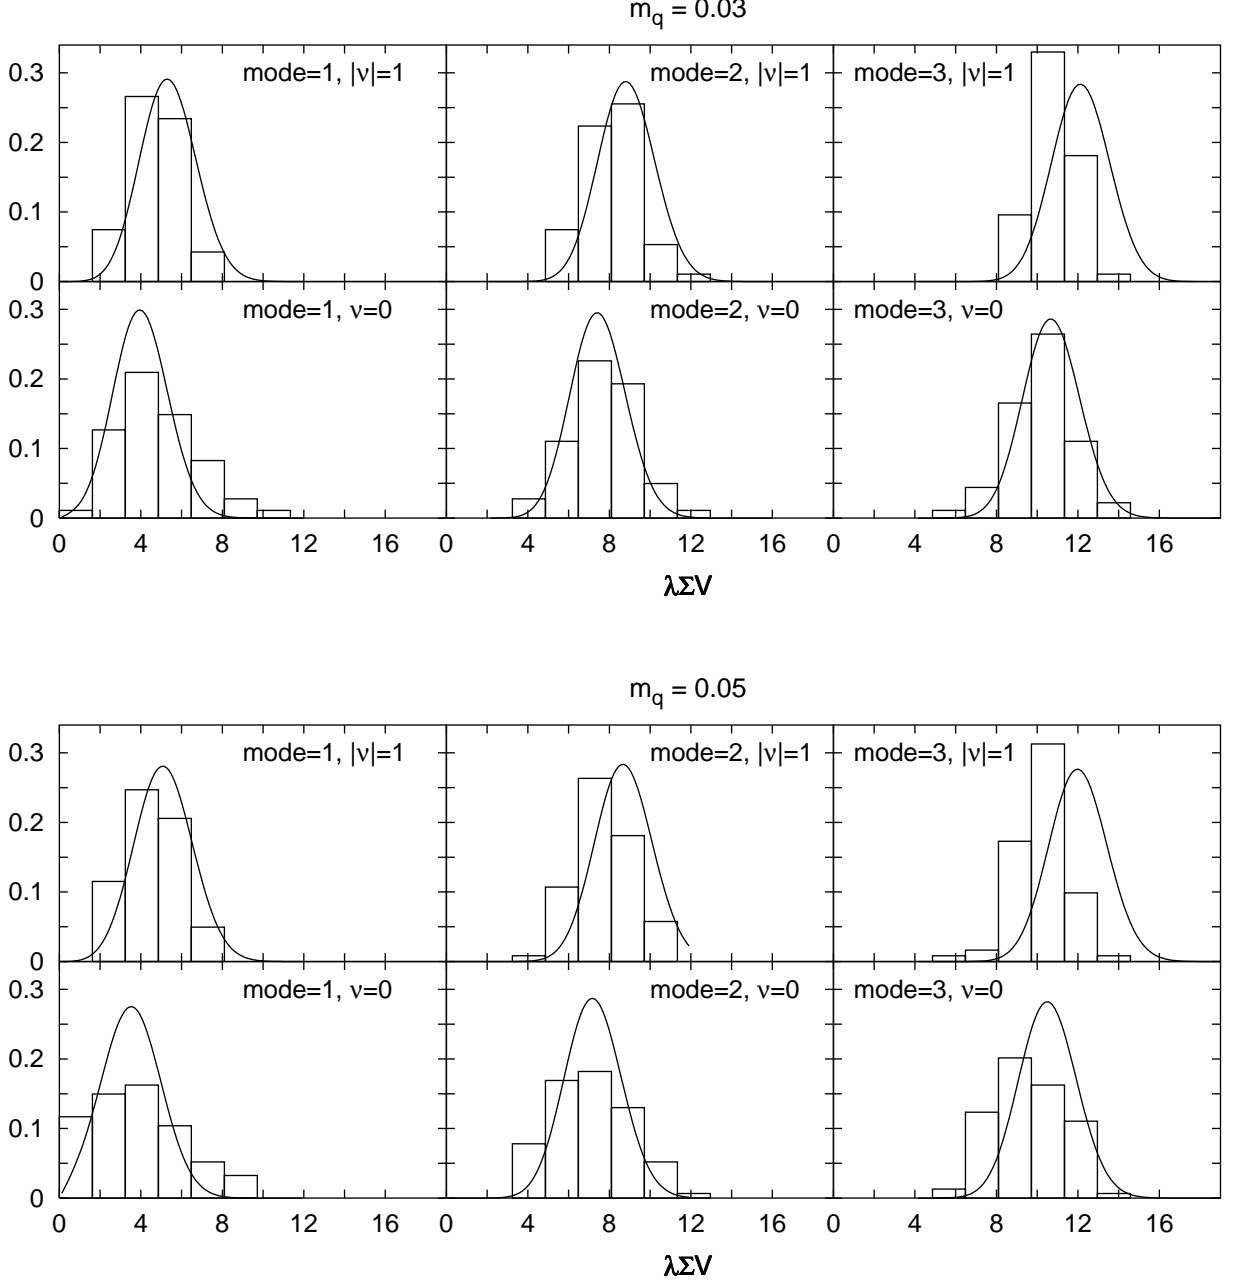 m_q = 0.03
0.3 mode=1, |ν|=1 mode=2, |ν|=1 mode=3, |ν|=1
0.2
0.1
0
0.3 mode=1, ν=0 mode=2, ν=0 mode=3, ν=0
0.2
0.1
0
0 4 8 12 16 0 4 8 12 16 0 4 8 12 16
λΣV
m_q = 0.05
0.3 mode=1, |ν|=1 mode=2, |ν|=1 mode=3, |ν|=1
0.2
0.1
0
0.3 mode=1, ν=0 mode=2, ν=0 mode=3, ν=0
0.2
0.1
0
0 4 8 12 16 0 4 8 12 16 0 4 8 12 16
λΣV